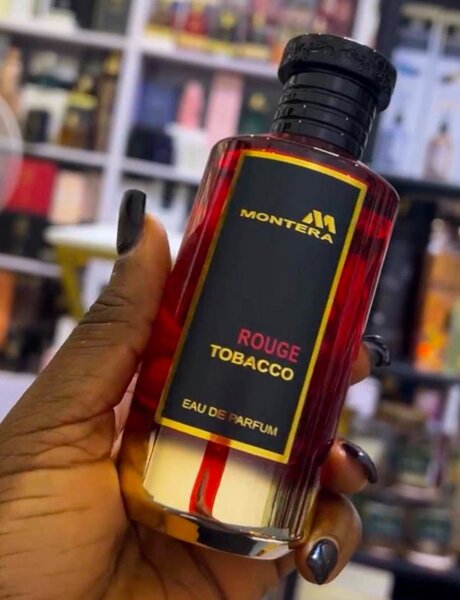 MONTERA
ROUGE
TOBACCO
EAU DE PARFUM